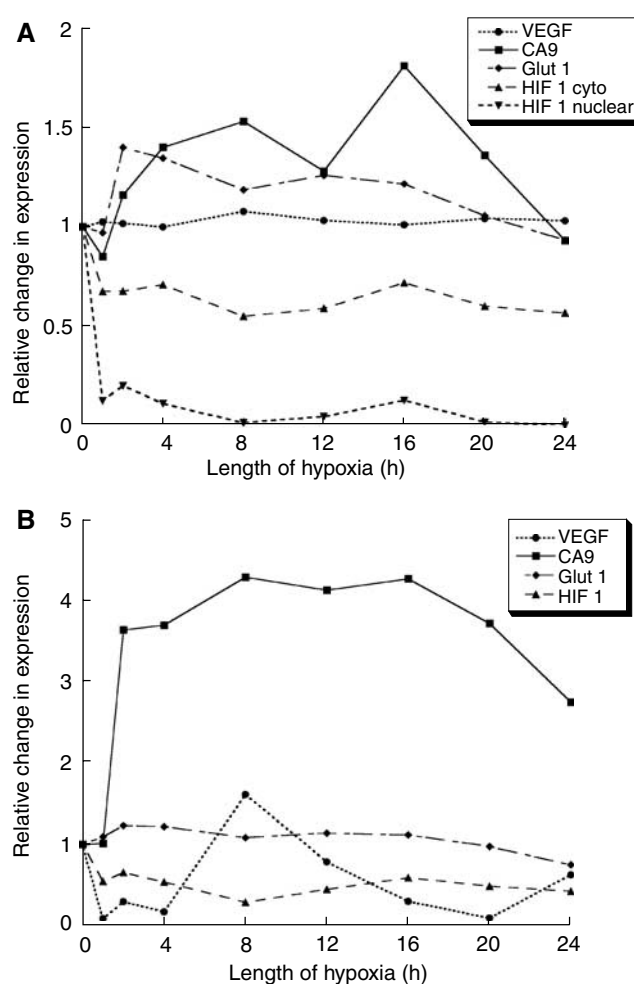 A
2
1.5
1
0.5
0
Relative change in expression
0 4 8 12 16 20 24
Length of hypoxia (h)
VEGF
CA9
Glut 1
HIF 1 cyto
HIF 1 nuclear
B
5
4
3
2
1
0
Relative change in expression
0 4 8 12 16 20 24
Length of hypoxia (h)
VEGF
CA9
Glut 1
HIF 1